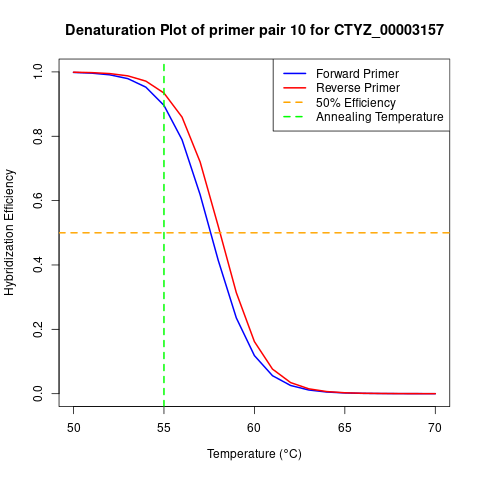 Denaturation Plot of primer pair 10 for CTYZ_00003157
Forward Primer
Reverse Primer
50% Efficiency
Annealing Temperature
Hybridization Efficiency
1.0
0.8
0.6
0.4
0.2
0.0
50 55 60 65 70
Temperature (°C)